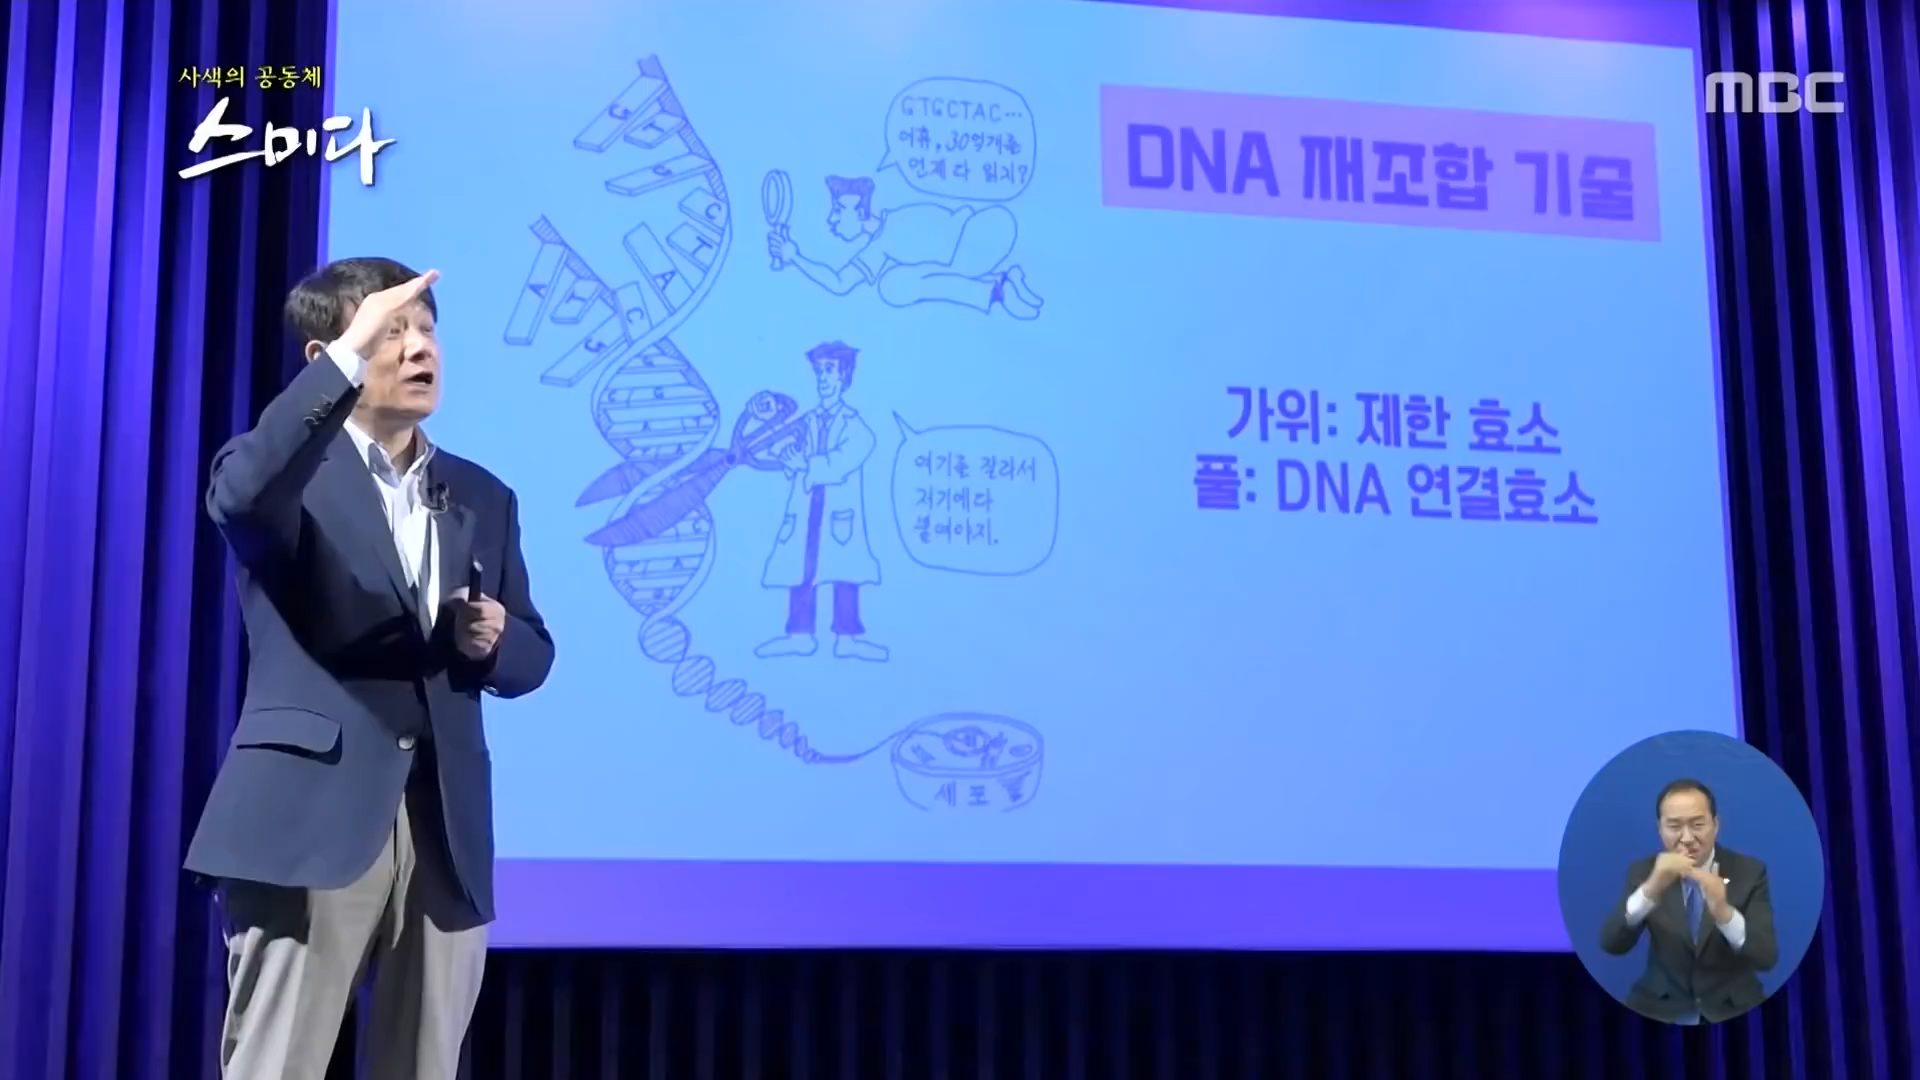 사색의 공동체
스미다
MBC
DNA 재조합 기술
GTGCTAC…
어휴, 30억개를
언제 다 읽지?
가위: 제한 효소
풀: DNA 연결효소
여기를 잘라서
저기에다
붙여야지.
세포